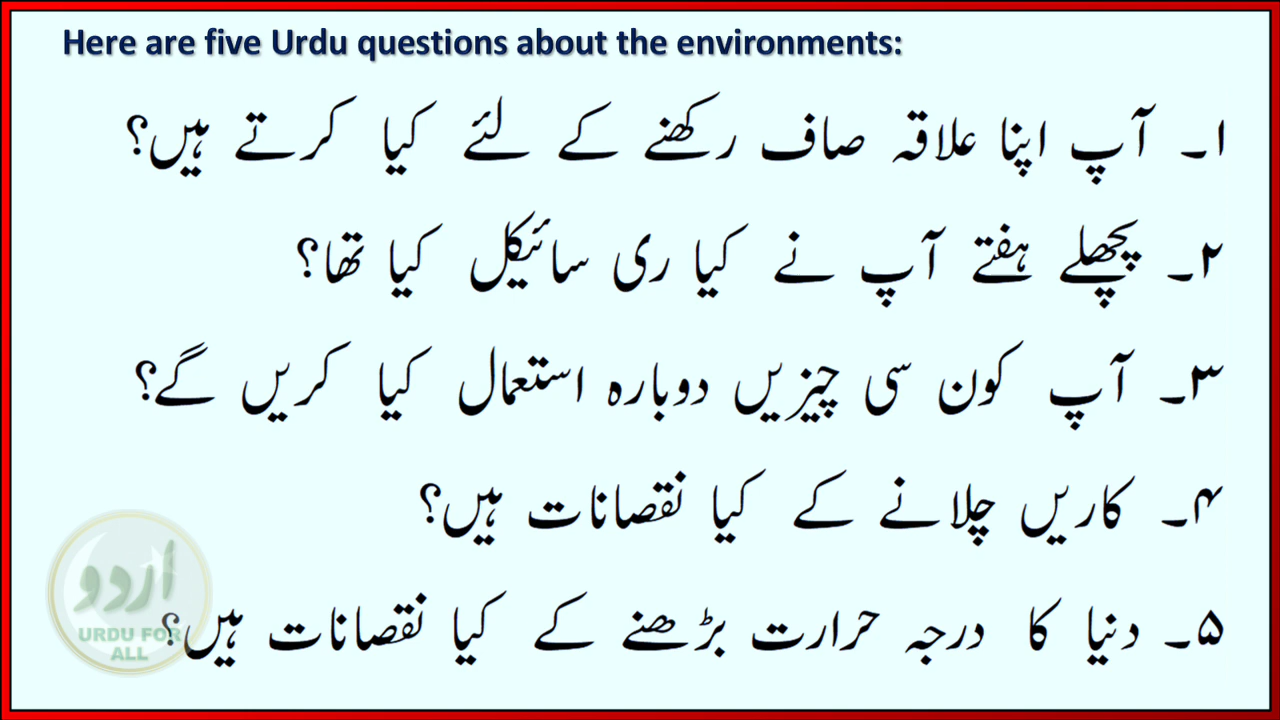 Here are five Urdu questions about the environments:
۱۔ آپ اپنا علاقہ صاف رکھنے کے لئے کیا کرتے ہیں؟
۲۔ پچھلے ہفتے آپ نے کیا ری سائیکل کیا تھا؟
۳۔ آپ کون سی چیزیں دوبارہ استعمال کیا کریں گے؟
۴۔ کاریں چلانے کے کیا نقصانات ہیں؟
۵۔ دنیا کا درجہ حرارت بڑھنے کے کیا نقصانات ہیں؟
اردو
URDU FOR
ALL